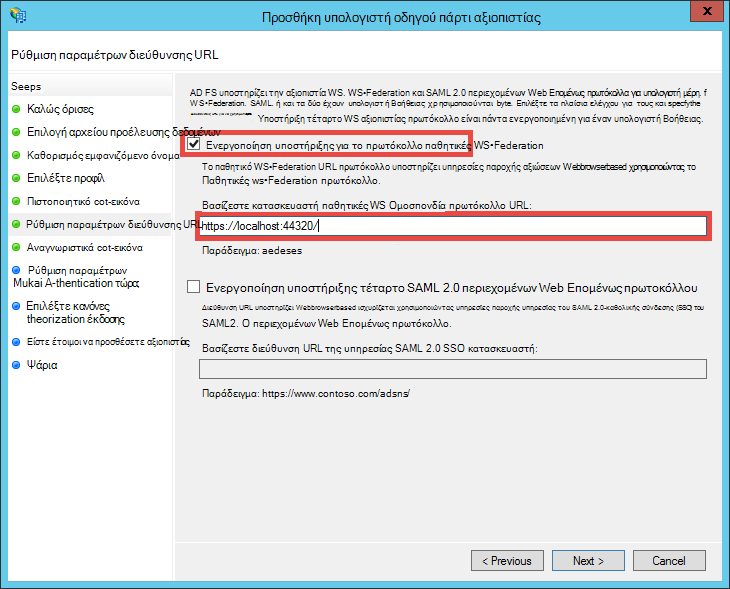 Προσθήκη υπολογιστή οδηγού πάρτι αξιοπιστίας
X
Ρύθμιση παραμέτρων διεύθυνσης URL
Seeps
Καλώς όρισες
Επιλογή αρχείου προέλευσης δεδομένων
Καθορισμός εμφανιζόμενο όνομα
Επιλέξτε προφίλ
Πιστοποιητικό cot-εικόνα
Ρύθμιση παραμέτρων διεύθυνσης URL
Αναγνωριστικά cot-εικόνα
Ρύθμιση παραμέτρων
Mukai A-thentication τώρα;
Επιλέξτε κανόνες
theorization έκδοσης
Είστε έτοιμοι να προσθέσετε αξιοπιστίς
Ψάρια
AD FS υποστηρίζει την αξιοπιστία WS. WS•Federation και SAML 2.0 περιεχομένων Web Επομένως πρωτόκολλα για υπολογιστή μέρη. f
WS•Federation. SAML. ή και τα δύο έχουν υπολογιστή Βοήθειας χρησιμοποιούνται byte. Επιλέξτε τα πλαίσια ελέγχου για τους και specfythe
Υποστήριξη τέταρτο WS αξιοπιστίας πρωτόκολλο είναι πάντα ενεργοποιημένη για έναν υπολογιστή Βοήθειας.
Ενεργοποίηση υποστήριξης για το πρωτόκολλο παθητικές WS•Federation
Το παθητικό WS•Federation URL πρωτόκολλο υποστηρίζει υπηρεσίες παροχής αξιώσεων Webbrowserbased χρησιμοποιώντας το
Παθητικές ws•Federation πρωτόκολλο.
Βασίζεστε κατασκευαστή παθητικές WS Ομοσπονδία πρωτόκολλο URL:
https://localhost:44320/
Παράδειγμα: aedeses
Ενεργοποίηση υποστήριξης τέταρτο SAML 2.0 περιεχομένων Web Επομένως πρωτοκόλλου
Διεύθυνση URL υποστηρίζει Webbrowserbased ισχυρίζεται χρησιμοποιώντας υπηρεσίες παροχής υπηρεσίας του SAML 2.0-καθολικής σύνδεσης (SSO) του
SAML2. Ο περιεχομένων Web Επομένως πρωτόκολλο.
Βασίζεστε διεύθυνση URL της υπηρεσίας SAML 2.0 SSO κατασκευαστή:
Παράδειγμα: https://www.contoso.com/adsns/
< Previous
Next >
Cancel